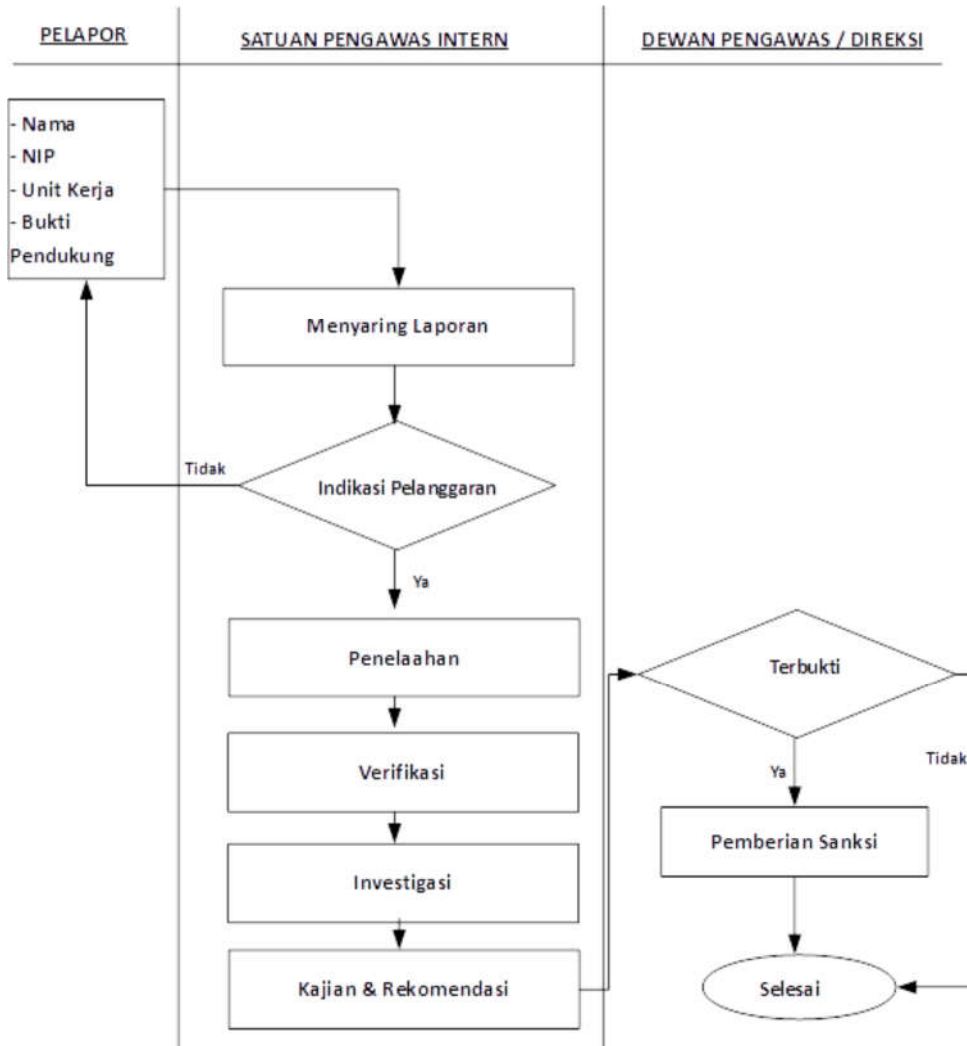 PELAPOR
SATUAN PENGAWAS INTERN
DEWAN PENGAWAS / DIREKSI
- Nama
- NIP
- Unit Kerja
- Bukti
Pendukung
Menyaring Laporan
Tidak
Indikasi Pelanggaran
Ya
Penelaahan
Verifikasi
Investigasi
Kajian & Rekomendasi
Terbukti
Ya
Tidak
Pemberian Sanksi
Selesai